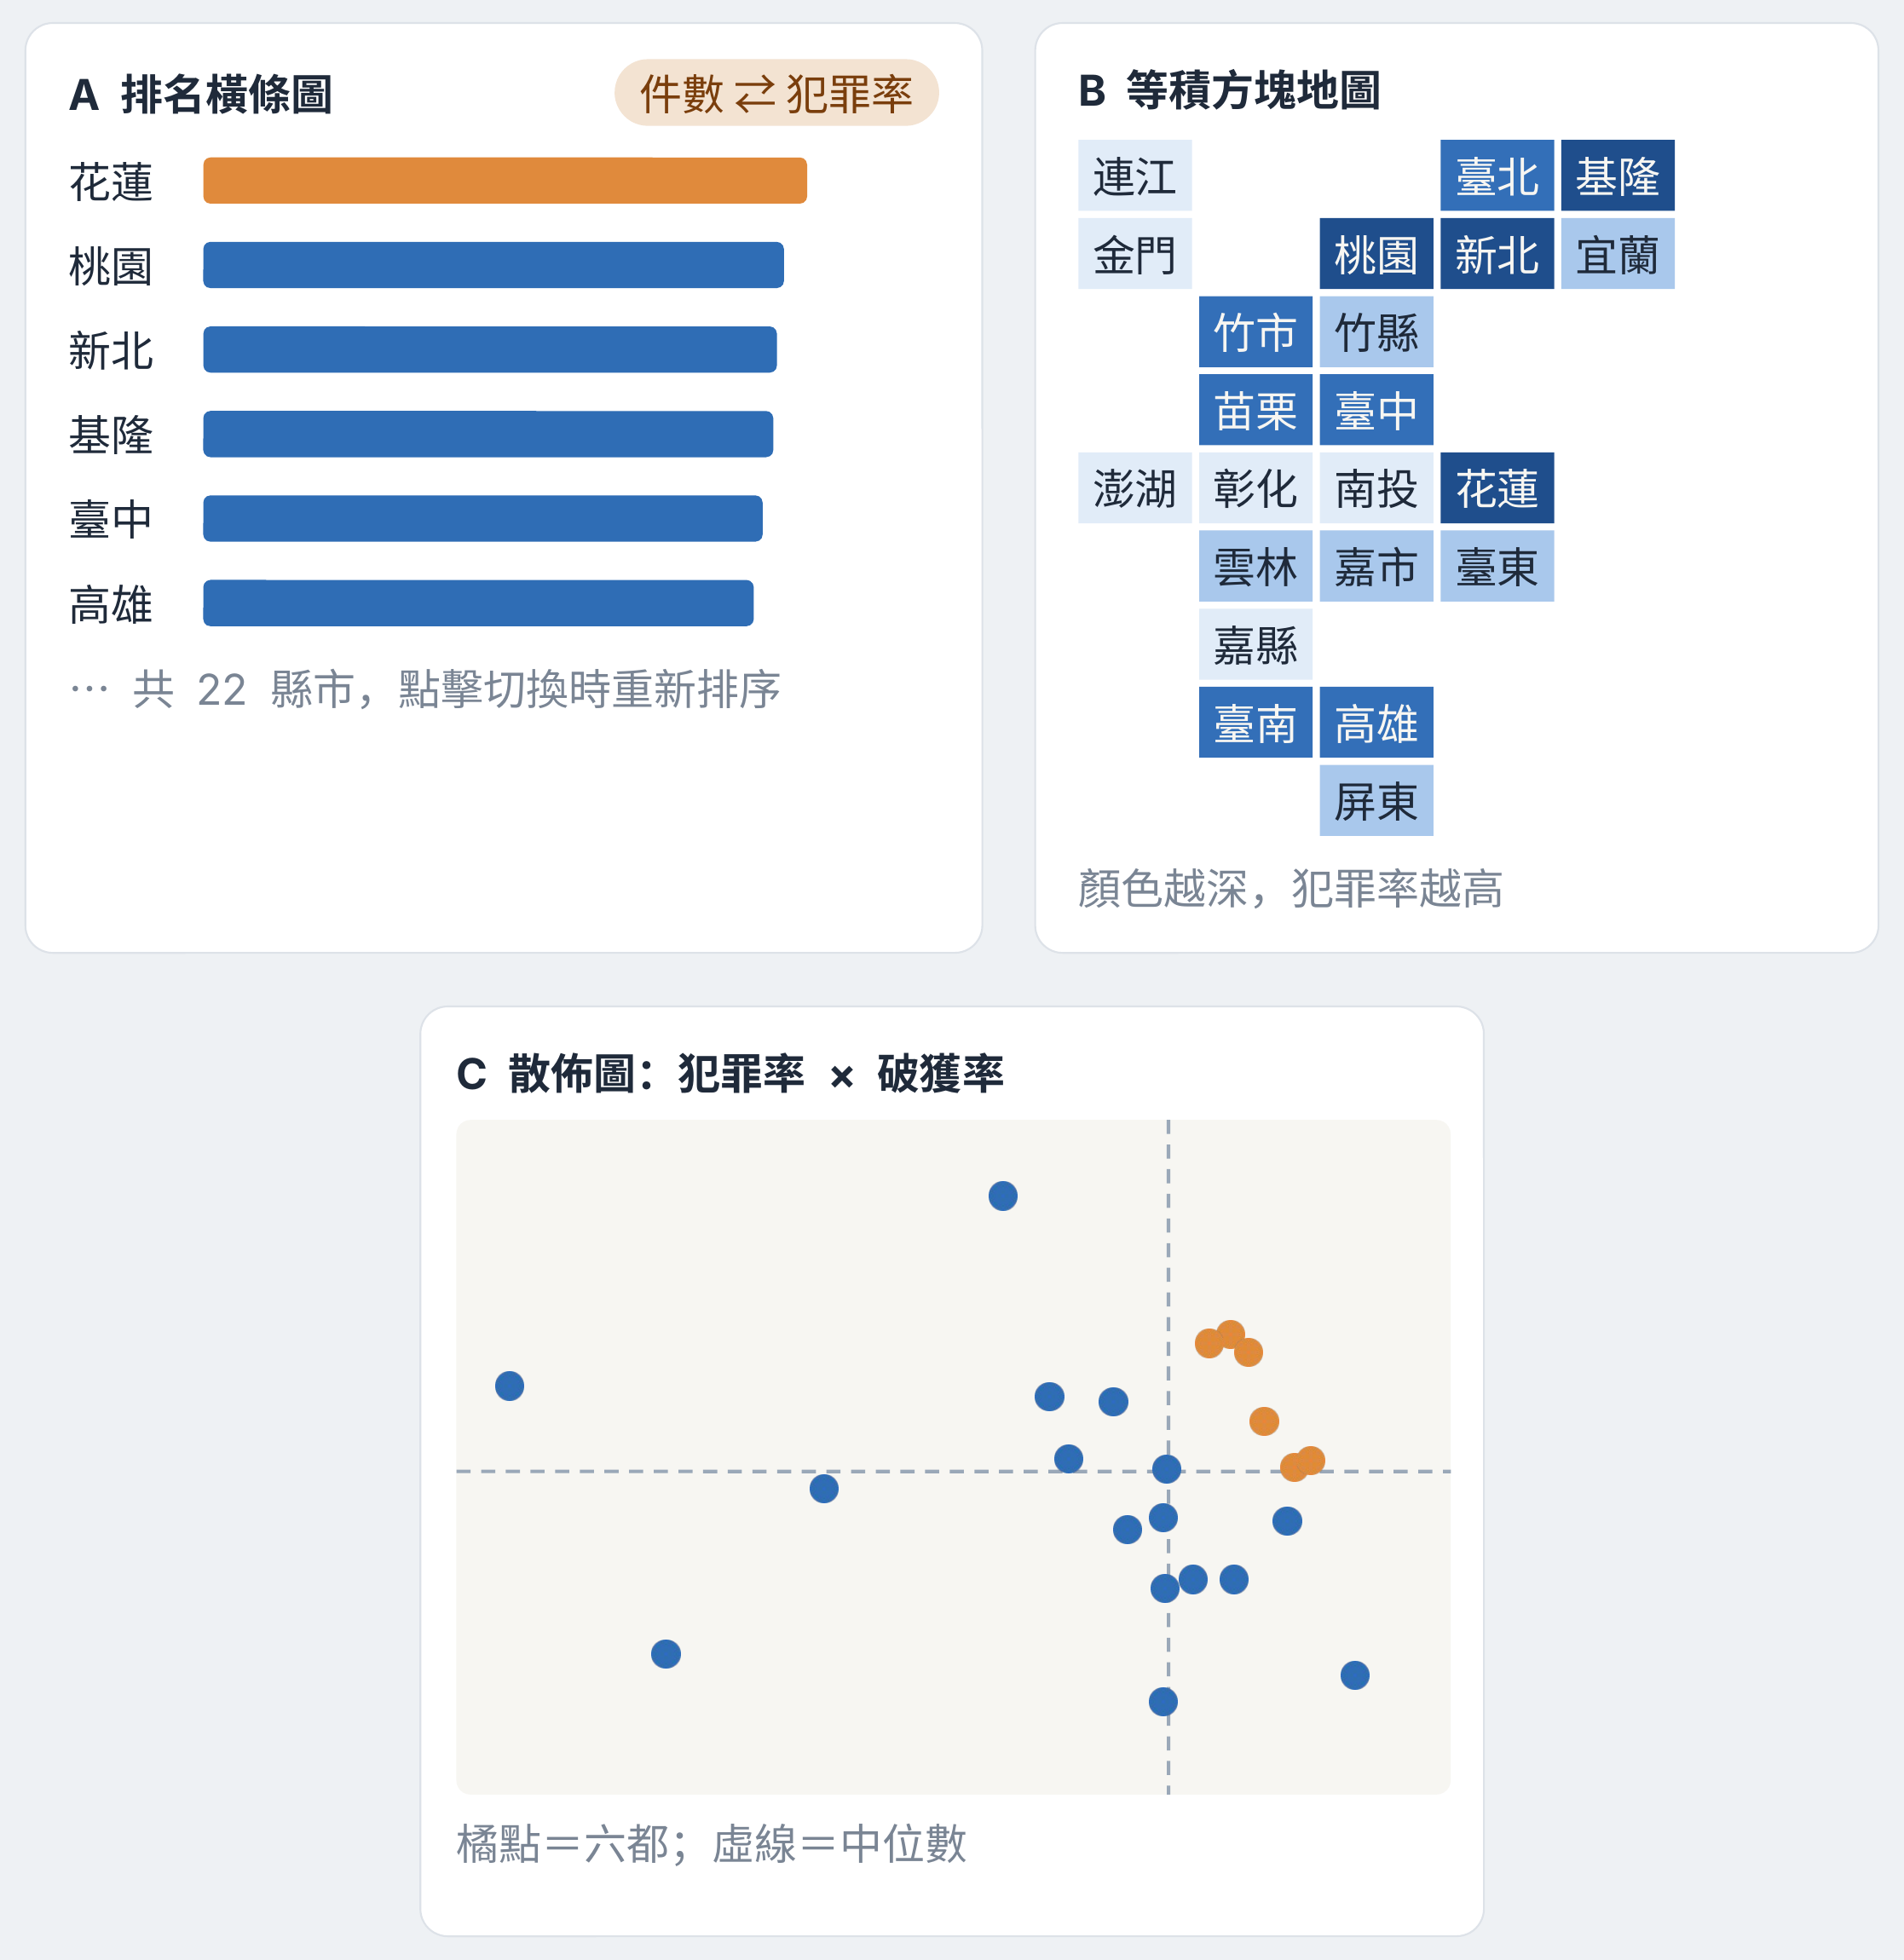 A 排名橫條圖
件數 ⇄ 犯罪率
花蓮
桃園
新北
基隆
臺中
高雄
… 共 22 縣市，點擊切換時重新排序
B 等積方塊地圖
連江 臺北 基隆
金門 桃園 新北 宜蘭
竹市 竹縣
苗栗 臺中
澎湖 彰化 南投 花蓮
雲林 嘉市 臺東
嘉縣
臺南 高雄
屏東
顏色越深，犯罪率越高
C 散佈圖：犯罪率 × 破獲率
橘點＝六都；虛線＝中位數